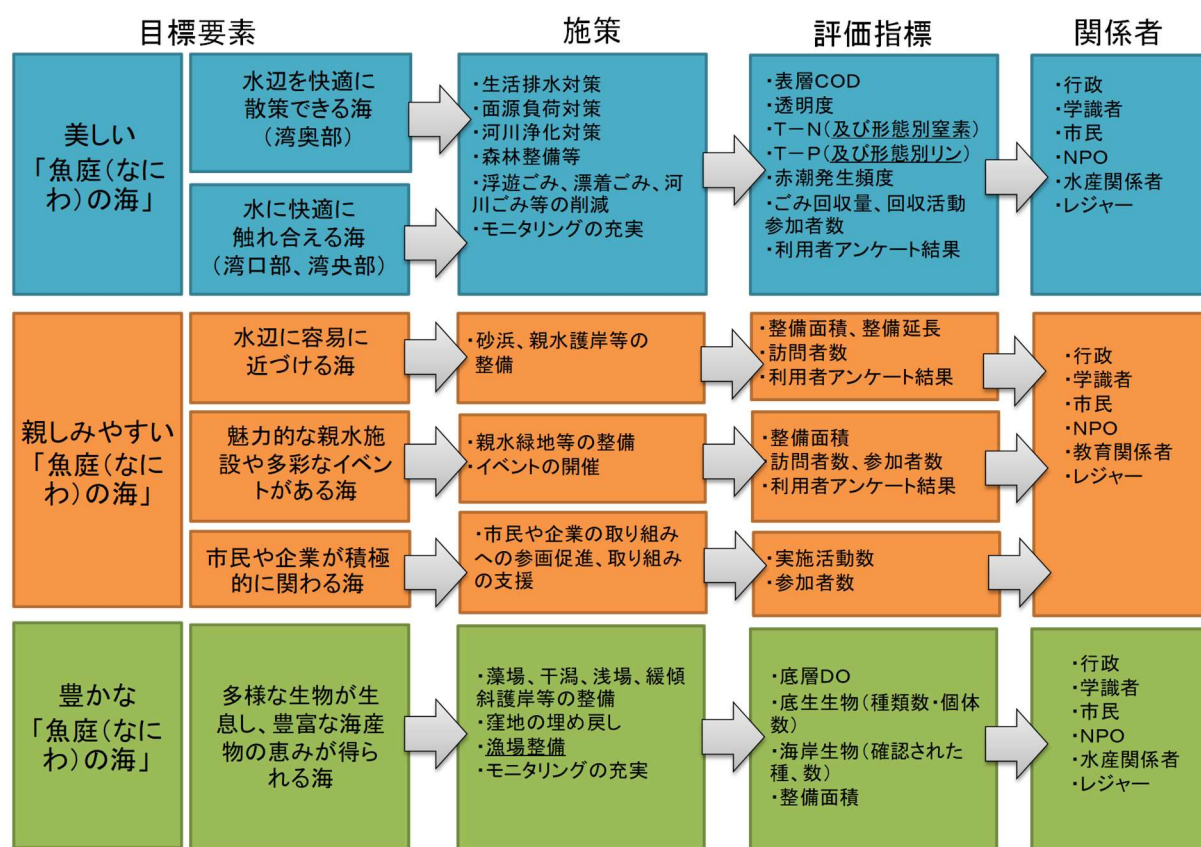 目標要素
施策
評価指標
関係者
美しい
「魚庭(なに
わ)の海」
水辺を快適に
散策できる海
(湾奥部)
水に快適に
触れ合える海
(湾口部、湾央部)
・生活排水対策
・面源負荷対策
・河川浄化対策
・森林整備等
・浮遊ごみ、漂着ごみ、河
川ごみ等の削減
・モニタリングの充実
・表層COD
・透明度
・T-N(及び形態別窒素)
・T-P(及び形態別リン)
・赤潮発生頻度
・ごみ回収量、回収活動
参加者数
・利用者アンケート結果
・行政
・学識者
・市民
・NPO
・水産関係者
・レジャー
親しみやすい
「魚庭(なに
わ)の海」
水辺に容易に
近づける海
・砂浜、親水護岸等の
整備
・整備面積、整備延長
・訪問者数
・利用者アンケート結果
魅力的な親水施
設や多彩なイベン
トがある海
・親水緑地等の整備
・イベントの開催
・整備面積
・訪問者数、参加者数
・利用者アンケート結果
市民や企業が積極
的に関わる海
・市民や企業の取り組み
への参画促進、取り組み
の支援
・実施活動数
・参加者数
・行政
・学識者
・市民
・NPO
・教育関係者
・レジャー
豊かな
「魚庭(なに
わ)の海」
多様な生物が生
息し、豊富な海産
物の恵みが得ら
れる海
・藻場、干潟、浅場、緩傾
斜護岸等の整備
・窪地の埋め戻し
・漁場整備
・モニタリングの充実
・底層DO
・底生生物(種類数・個体
数)
・海岸生物(確認された
種、数)
・整備面積
・行政
・学識者
・市民
・NPO
・水産関係者
・レジャー